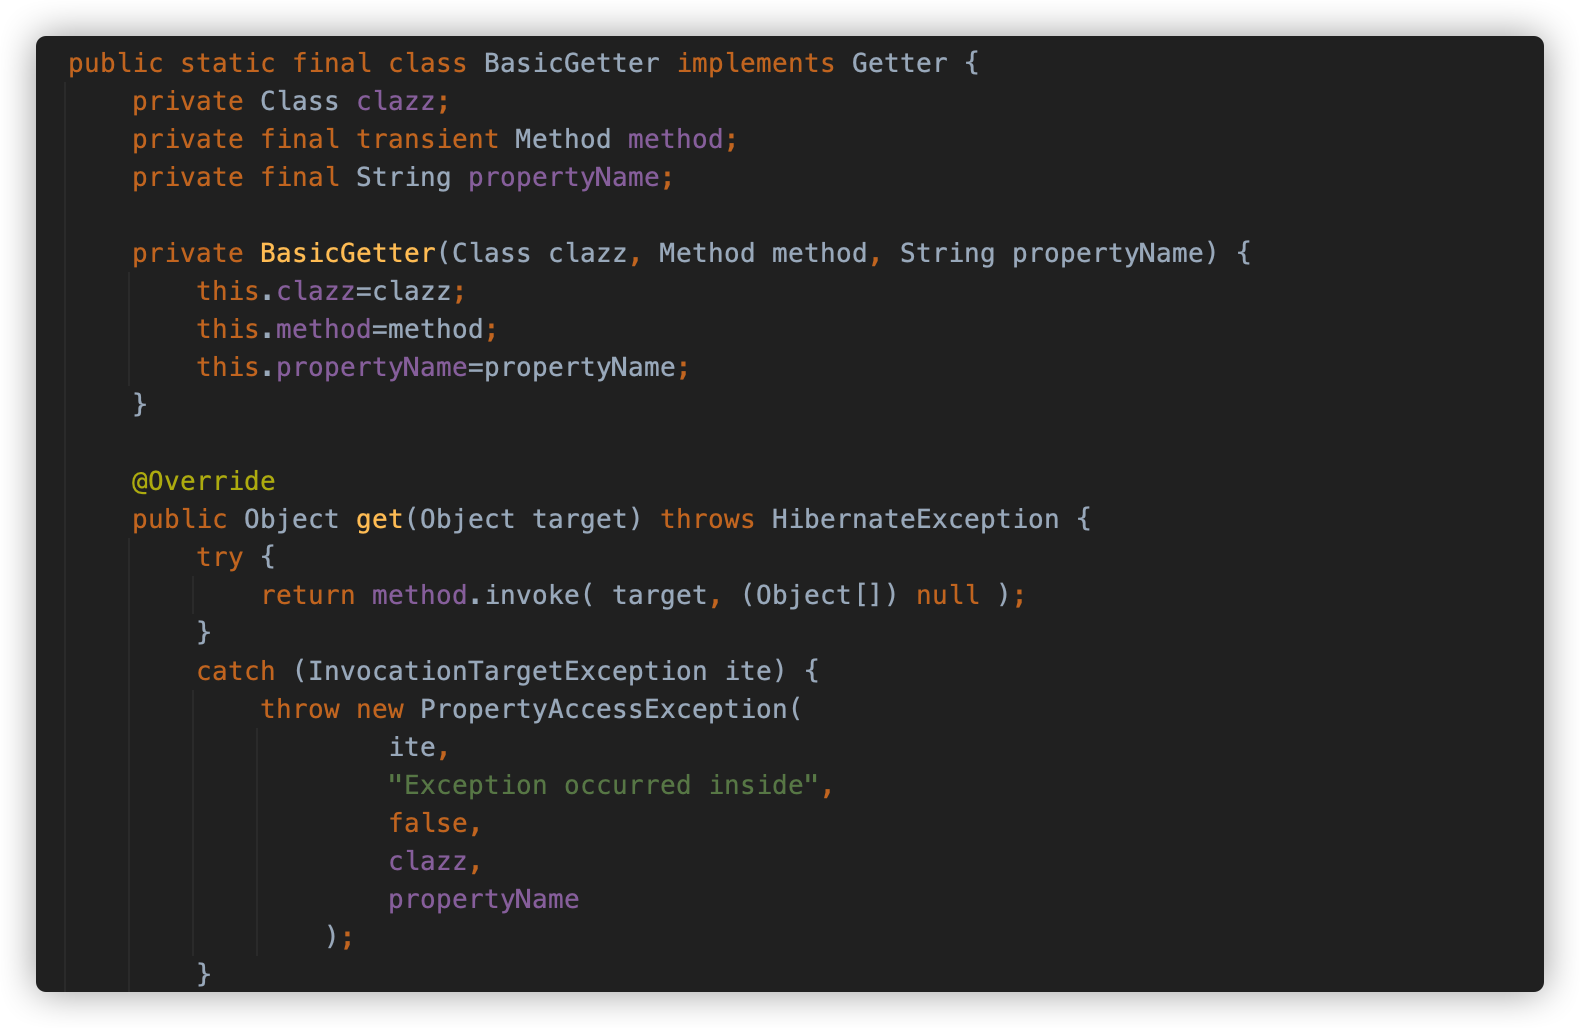 public static final class BasicGetter implements Getter {
private Class clazz;
private final transient Method method;
private final String propertyName;
private BasicGetter(Class clazz, Method method, String propertyName) {
this.clazz=clazz;
this.method=method;
this.propertyName=propertyName;
}
@Override
public Object get(Object target) throws HibernateException {
try {
return method.invoke( target, (Object[]) null );
}
catch (InvocationTargetException ite) {
throw new PropertyAccessException(
ite,
"Exception occurred inside",
false,
clazz,
propertyName
);
}